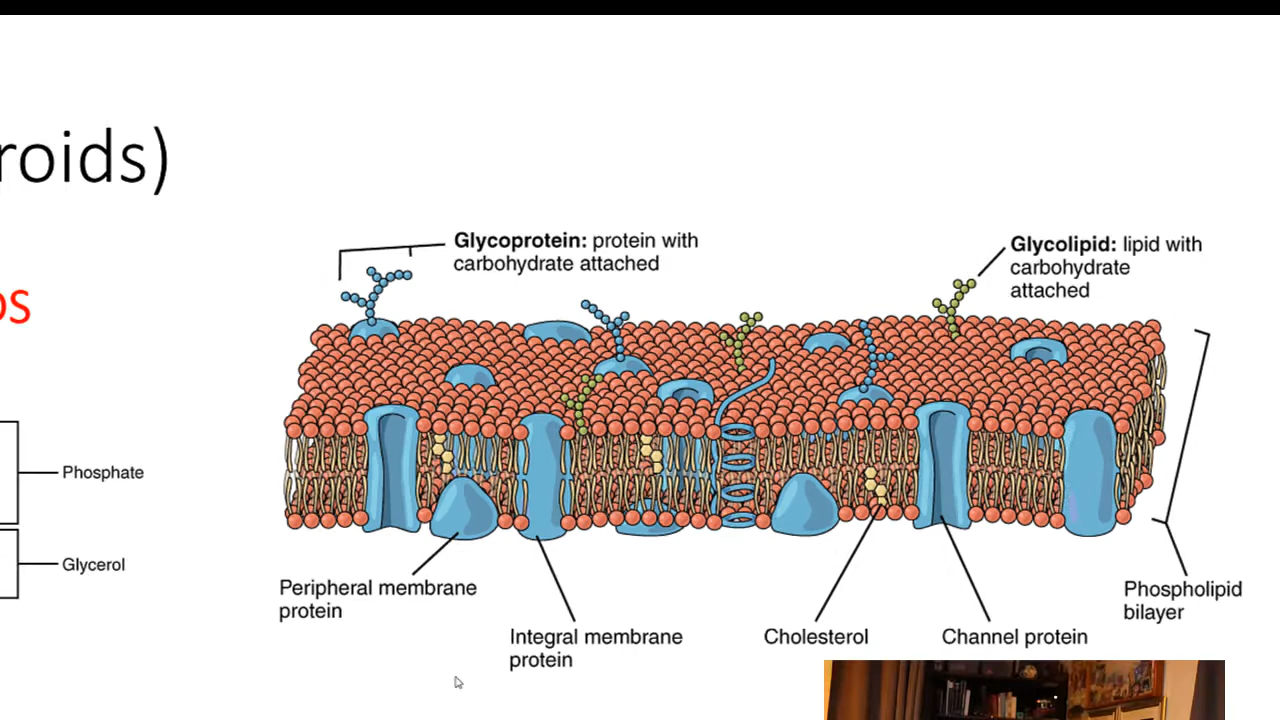 roids)
Glycoprotein: protein with
carbohydrate attached
Glycolipid: lipid with
carbohydrate
attached
Phosphate
Glycerol
Peripheral membrane
protein
Integral membrane
protein
Cholesterol
Channel protein
Phospholipid
bilayer